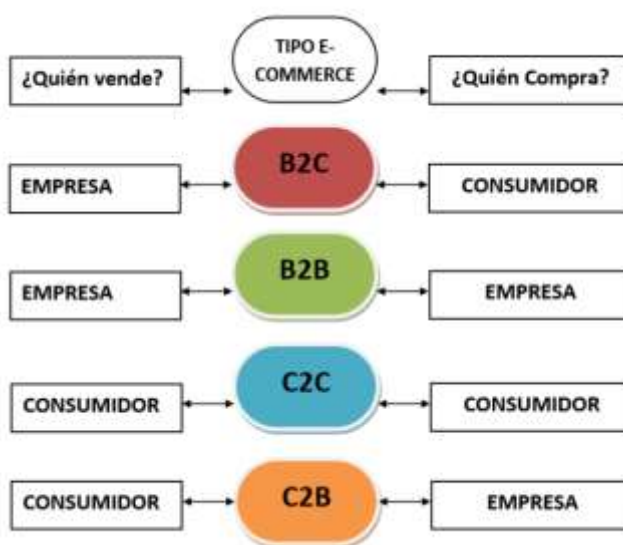 TIPO E-
COMMERCE
¿Quién vende?
¿Quién Compra?
EMPRESA
B2C
CONSUMIDOR
EMPRESA
B2B
EMPRESA
CONSUMIDOR
C2C
CONSUMIDOR
CONSUMIDOR
C2B
EMPRESA